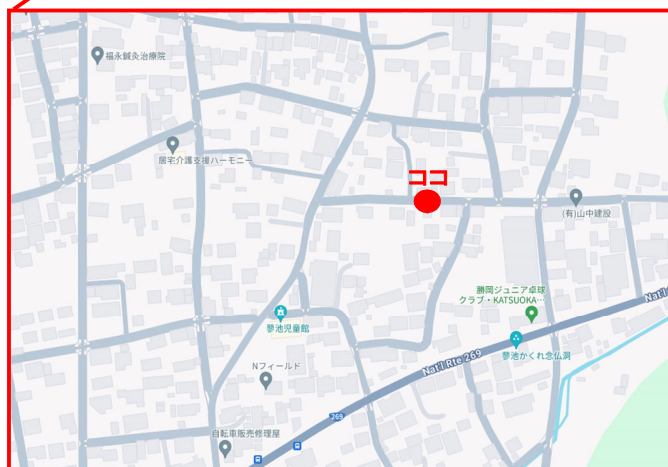 福永鍼灸治療院
居宅介護支援ハーモニー
ココ
(有)山中建設
勝岡ジュニア卓球
クラブ・KATSUOKA…
Nat'l R
蓼池児童館
蓼池かくれ念仏洞
Nat'l Rte 269
Nフィールド
269
自転車販売修理屋